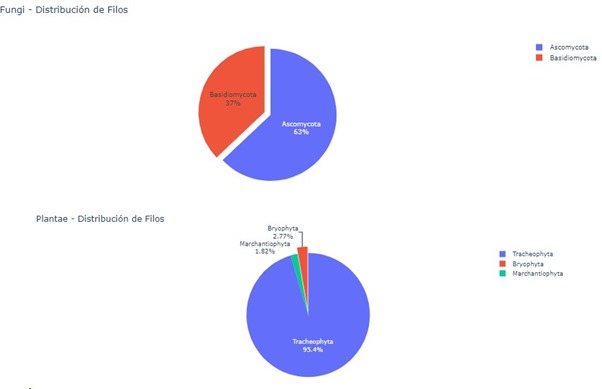 Fungi - Distribución de Filos
Ascomycota
Basidiomycota
Basidiomycota
37%
Ascomycota
63%
Plantae - Distribución de Filos
Bryophyta
2.77%
Marchantiophyta
1.82%
Tracheophyta
Bryophyta
Marchantiophyta
Tracheophyta
95.4%